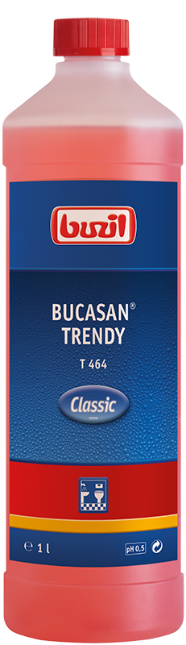 buzil
BUCASAN®
TRENDY
T 464
Classic
℮ 1 l
pH 0,5